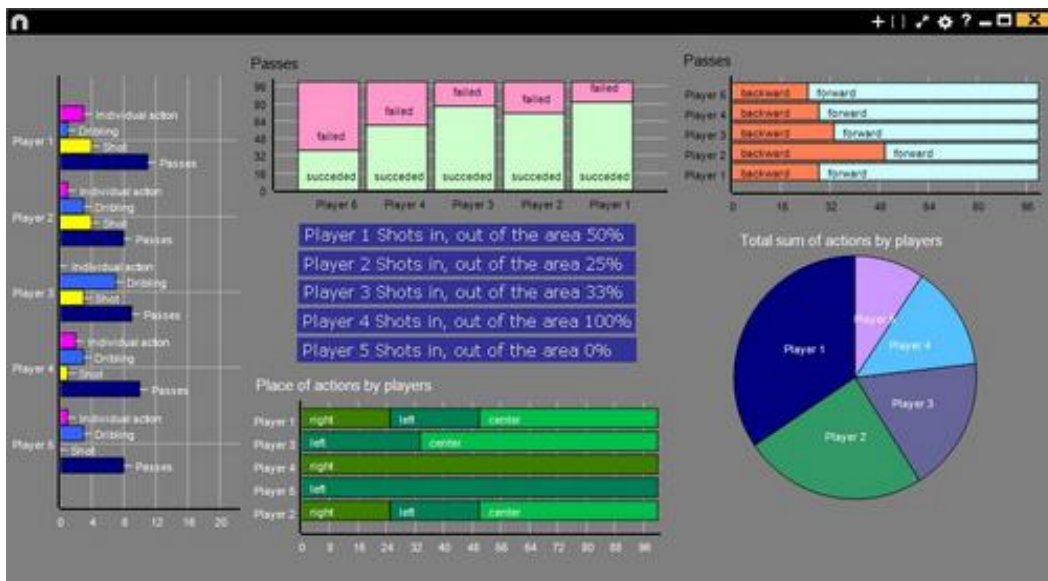 Player 1
Individual action
Dribling
Shot
Passes
Player 2
Individual action
Dribling
Shot
Passes
Player 3
Individual action
Dribling
Shot
Passes
Player 4
Individual action
Dribling
Shot
Passes
Player 5
Individual action
Dribling
Shot
Passes
0 4 8 12 16 20
Passes
96
80
64
48
32
16
0
failed failed failed failed failed
succeded succeded succeded succeded succeded
Player 4 Player 3 Player 2 Player 1
Player 1 Shots in, out of the area 50%
Player 2 Shots in, out of the area 25%
Player 3 Shots in, out of the area 33%
Player 4 Shots in, out of the area 100%
Player 5 Shots in, out of the area 0%
Place of actions by players
Player 1 right left center
Player 3 left center
Player 4 right
Player 5 left
Player 2 right left center
0 8 16 24 32 40 48 56 64 72 80 88 96
Passes
Player 5 backward forward
Player 4 backward forward
Player 3 backward forward
Player 2 backward forward
Player 1 backward forward
0 16 32 48 64 80 96
Total sum of actions by players
Player 1
Player 4
Player 3
Player 2